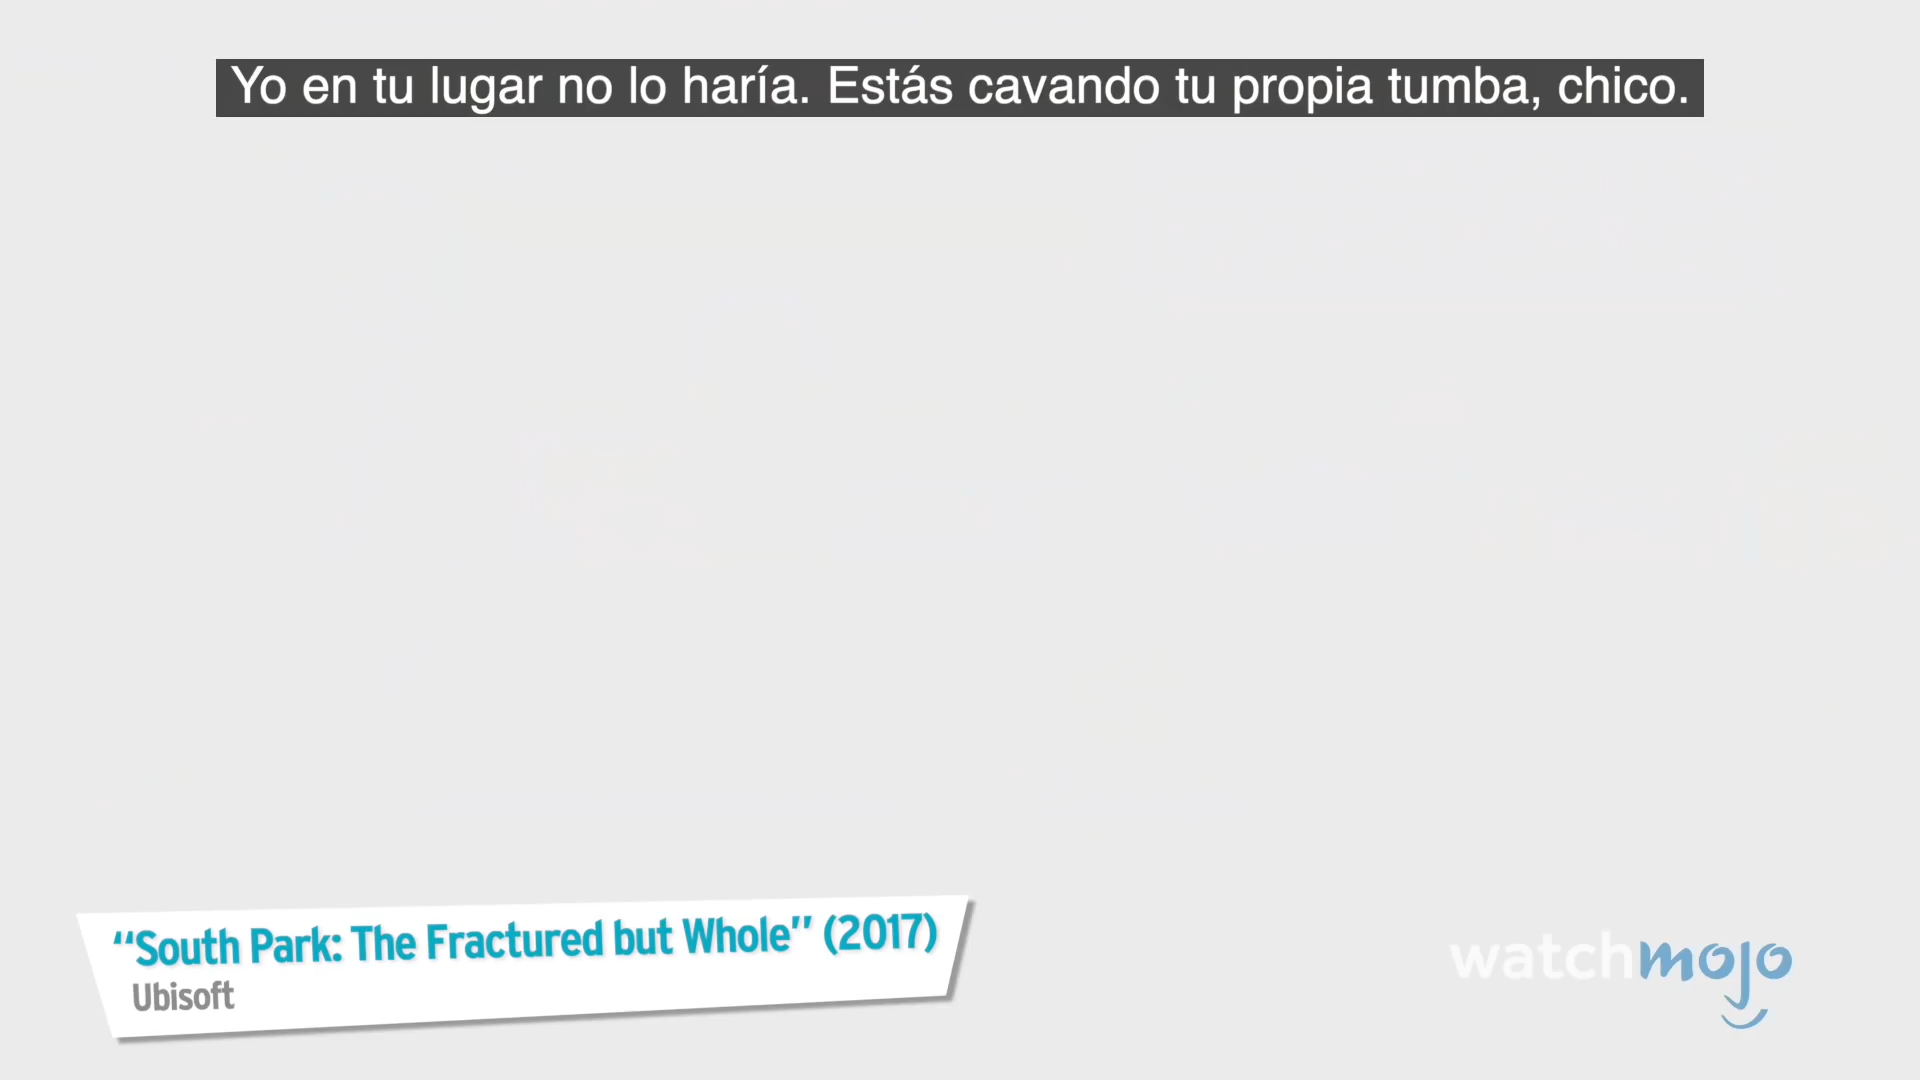 Yo en tu lugar no lo haría. Estás cavando tu propia tumba, chico.
“South Park: The Fractured but Whole” (2017)
Ubisoft
watchmojo